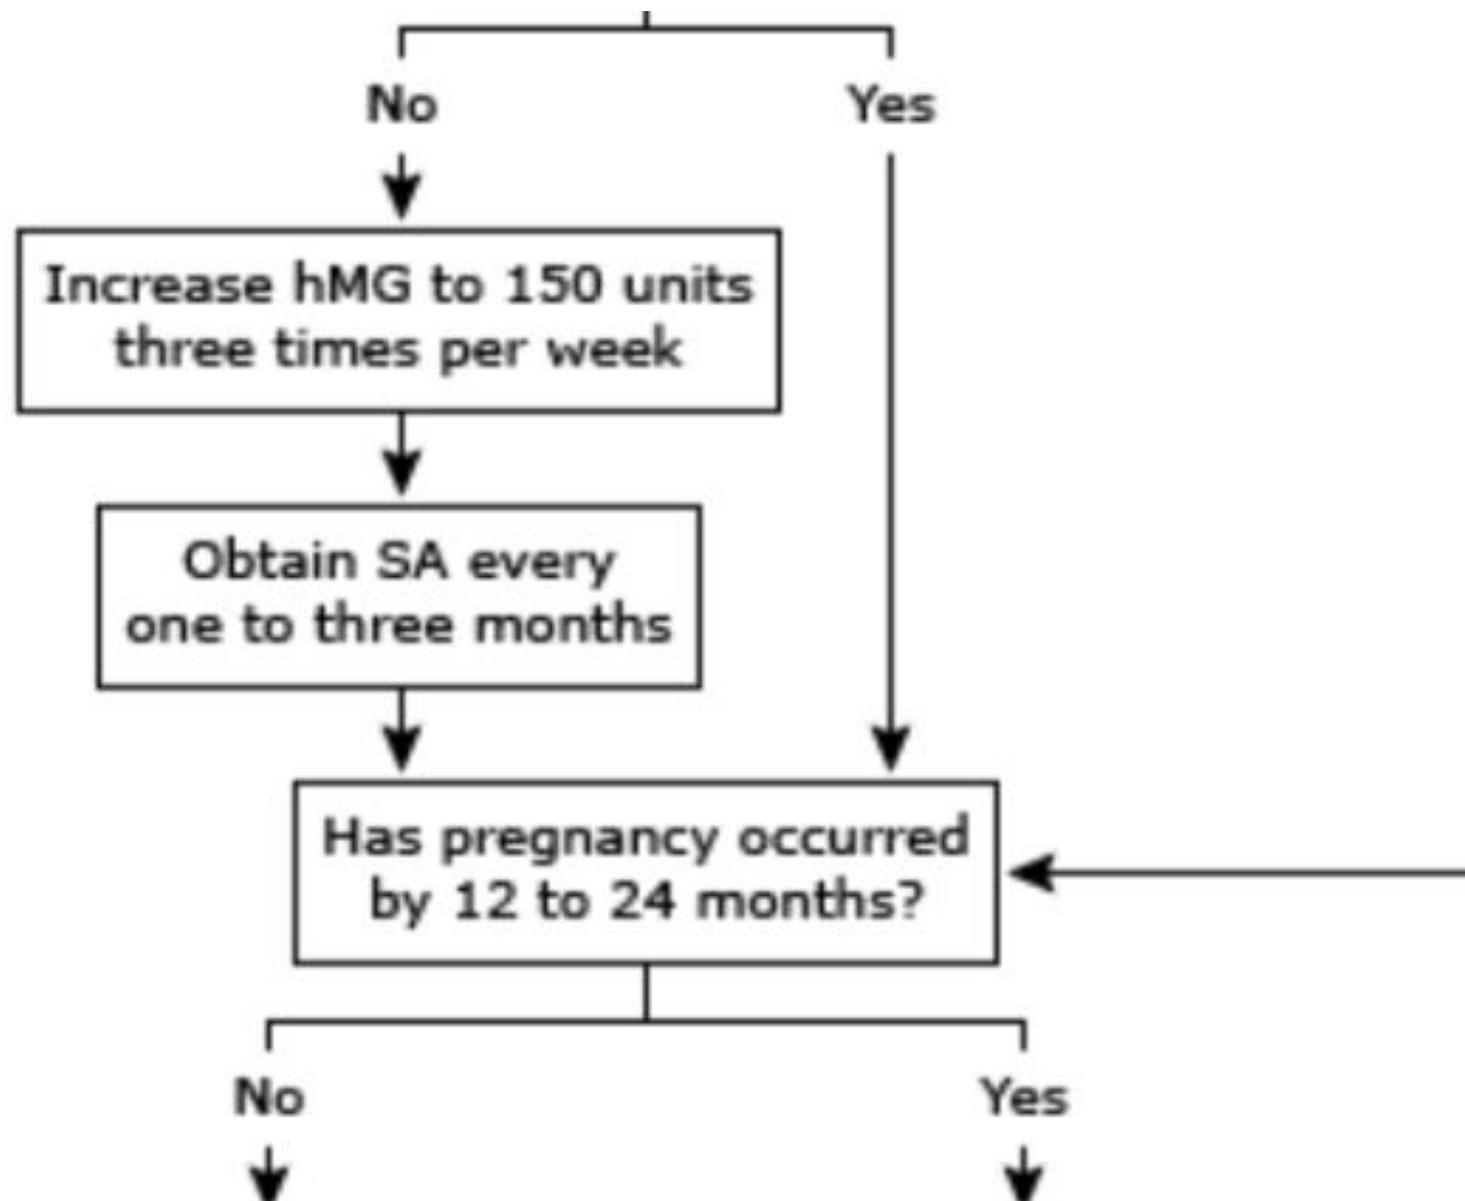 No
Yes
Increase hMG to 150 units
three times per week
Obtain SA every
one to three months
Has pregnancy occurred
by 12 to 24 months?
No
Yes